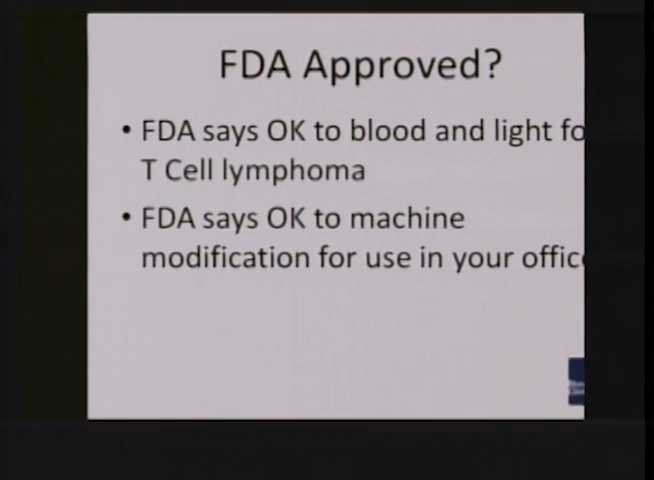 FDA Approved?
• FDA says OK to blood and light fo
T Cell lymphoma
• FDA says OK to machine
modification for use in your offic